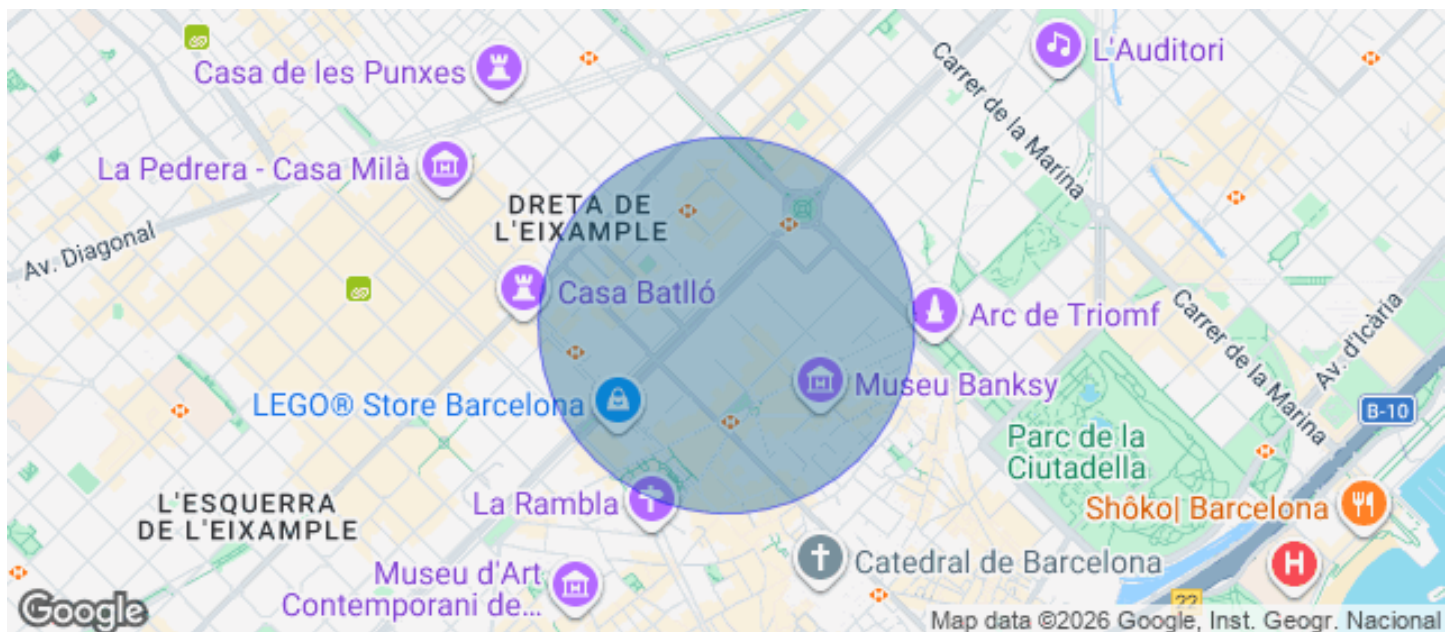 L'Auditori
Casa de les Punxes
Carrer de la Marina
La Pedrera - Casa Milà
DRETA DE
L'EIXAMPLE
Av. Diagonal
Casa Batlló
Arc de Triomf
Carrer de la Marina
Av. d'Icària
Museu Banksy
LEGO® Store Barcelona
B-10
Parc de la
Ciutadella
La Rambla
L'ESQUERRA
DE L'EIXAMPLE
Shôko| Barcelona
Catedral de Barcelona
H
Museu d'Art
Contemporani de...
22
Google
Map data ©2026 Google, Inst. Geogr. Nacional